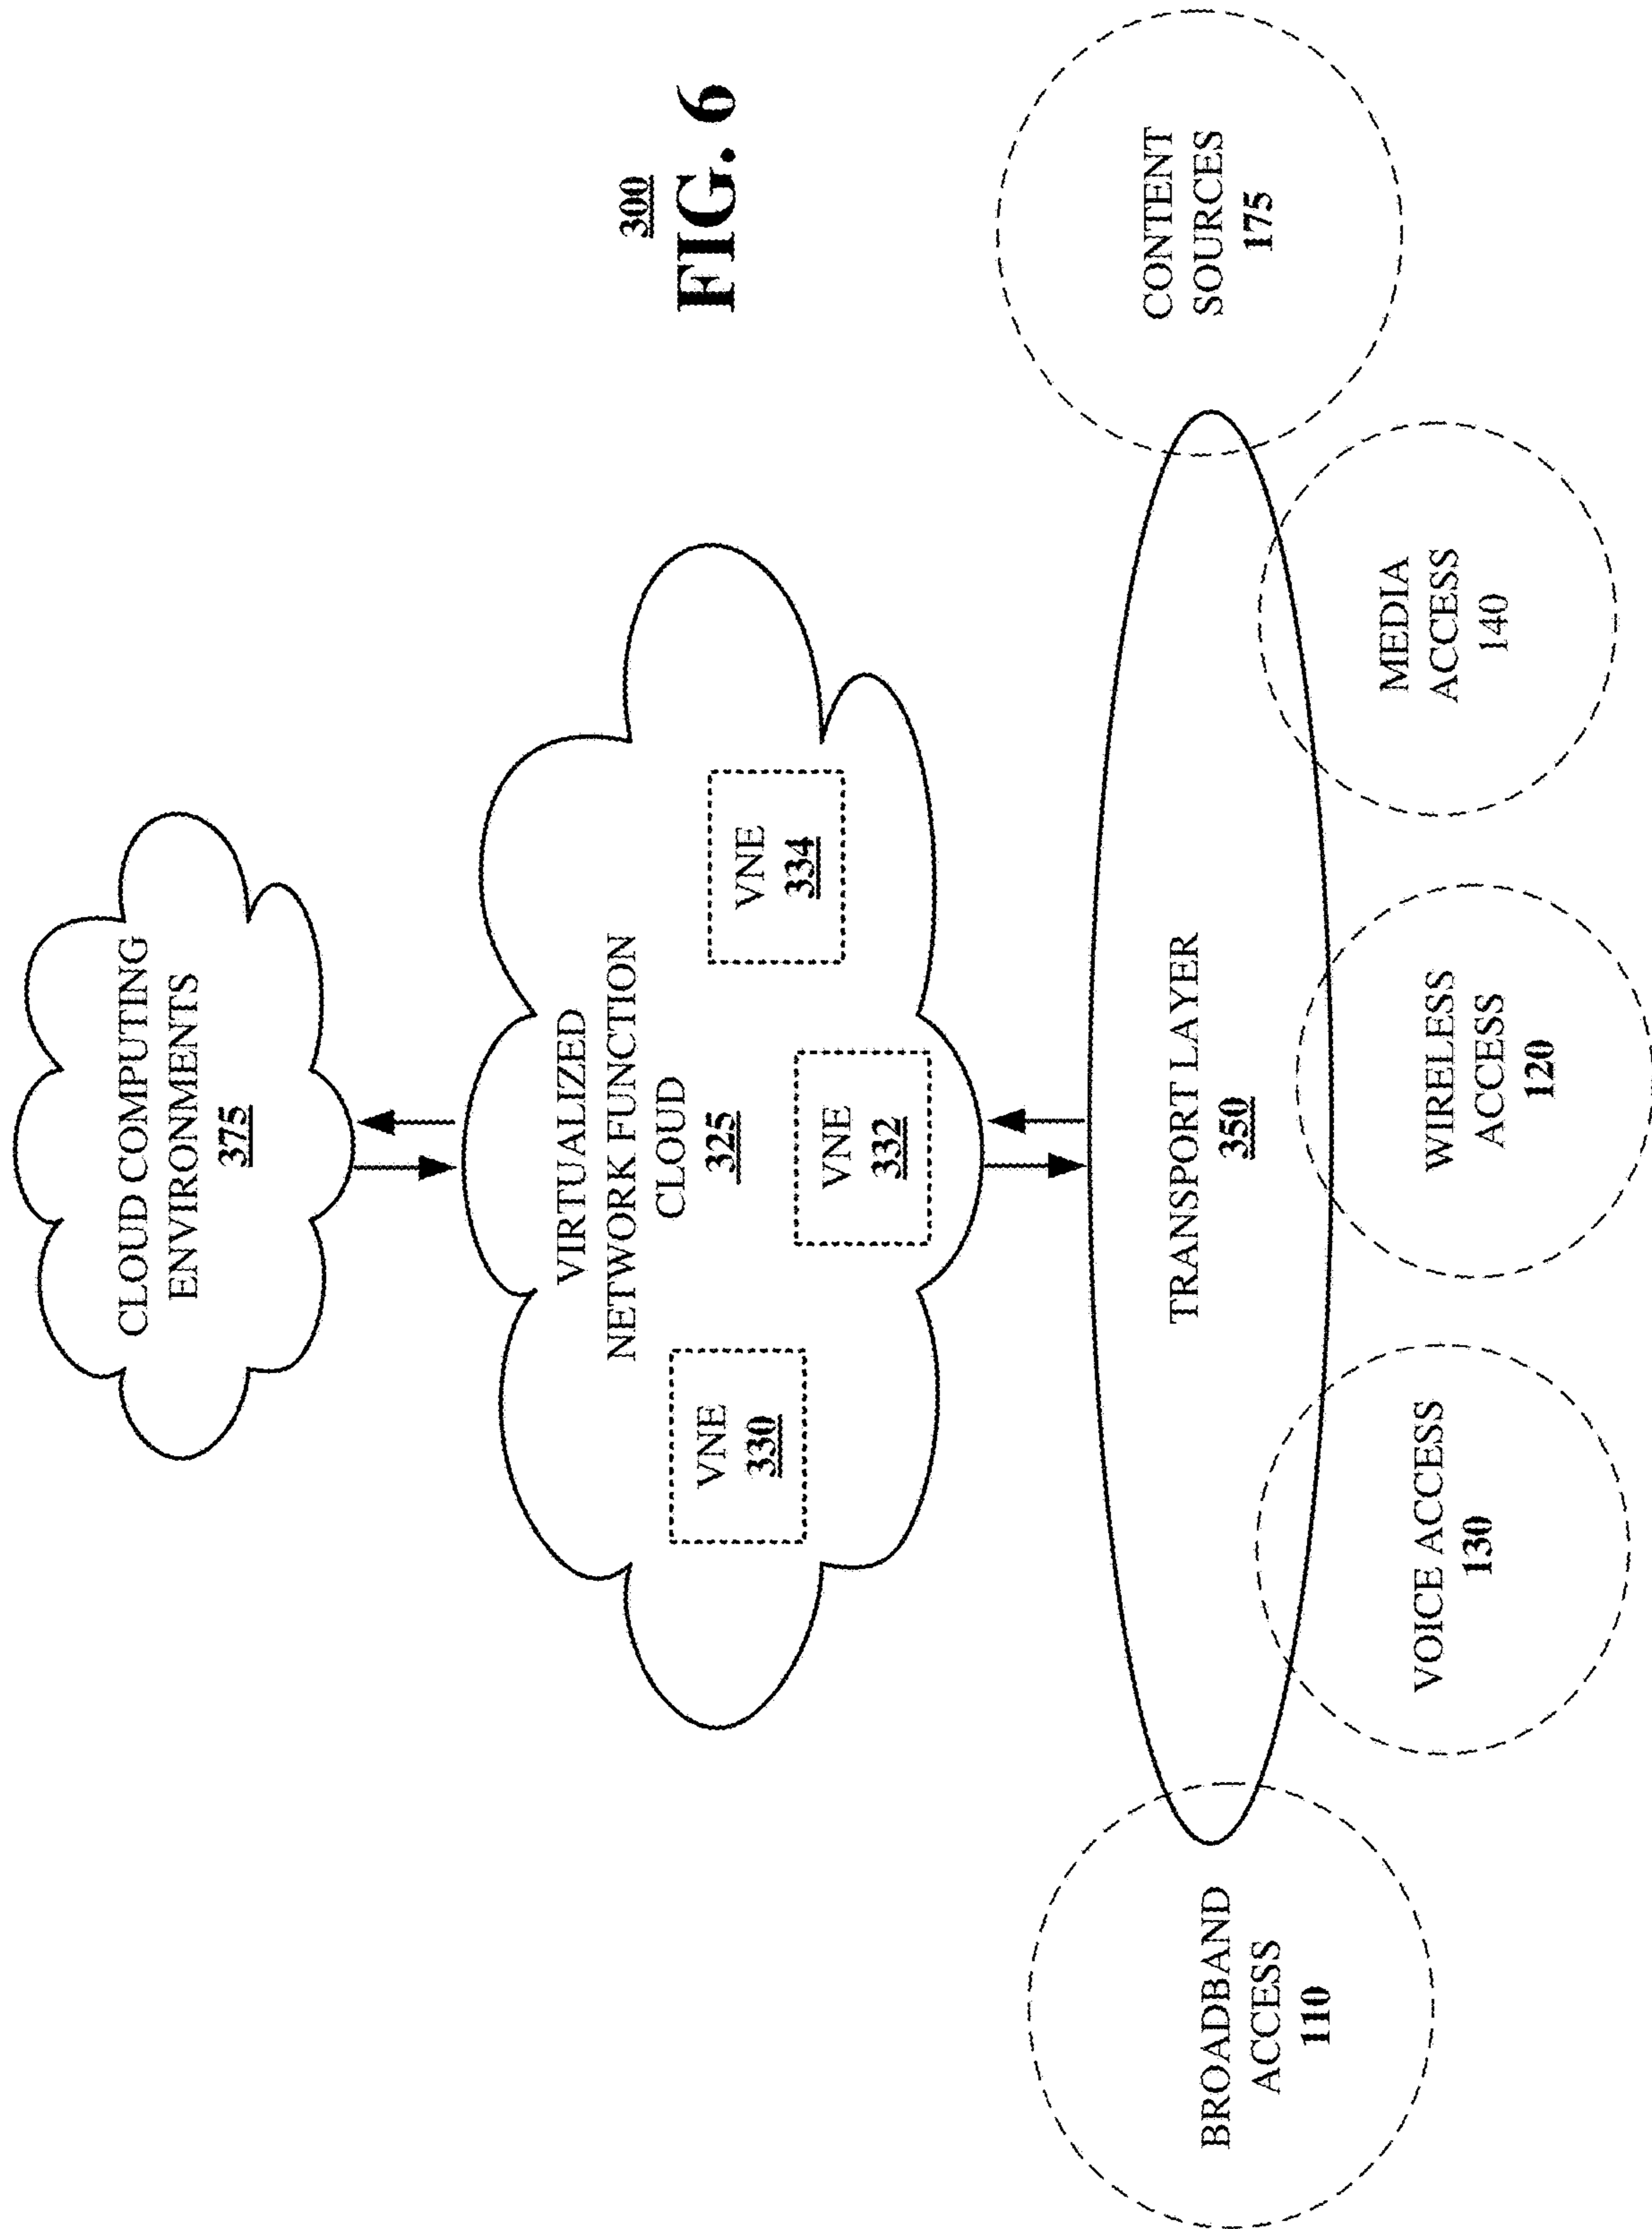 CLOUD COMPUTING
ENVIRONMENTS
375
VIRTUALIZED
NETWORK FUNCTION
CLOUD
325
VNE
330
VNE
332
VNE
334
300
FIG. 6
TRANSPORT LAYER
350
BROADBAND
ACCESS
110
VOICE ACCESS
130
WIRELESS
ACCESS
120
MEDIA
ACCESS
140
CONTENT
SOURCES
175